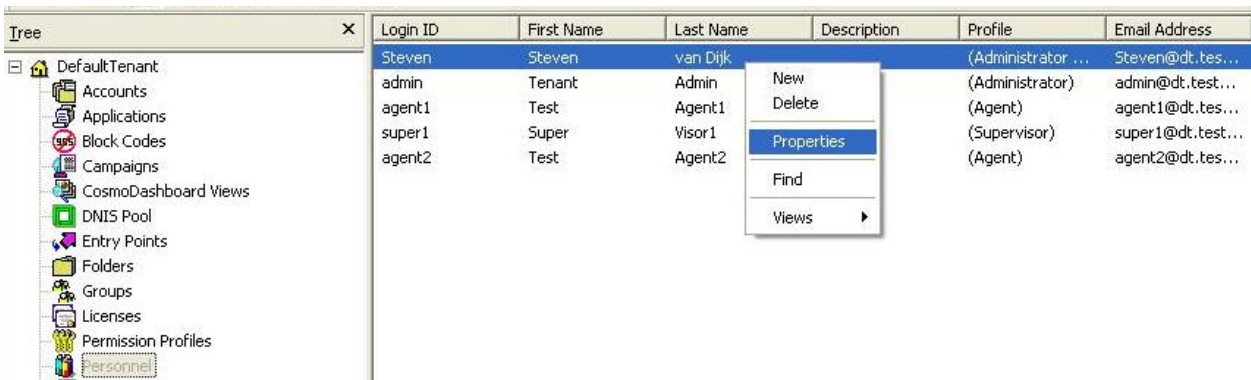 Tree
DefaultTenant
Accounts
Applications
Block Codes
Campaigns
CosmoDashboard Views
DNIS Pool
Entry Points
Folders
Groups
Licenses
Permission Profiles
Personnel
Login ID First Name Last Name Description Profile Email Address
Steven Steven van Dijk (Administrator ... Steven@dt.tes...
admin Tenant Admin (Administrator) admin@dt.test...
agent1 Test Agent1 (Agent) agent1@dt.tes...
super1 Super Visor1 (Supervisor) super1@dt.test...
agent2 Test Agent2 (Agent) agent2@dt.tes...
New
Delete
Properties
Find
Views